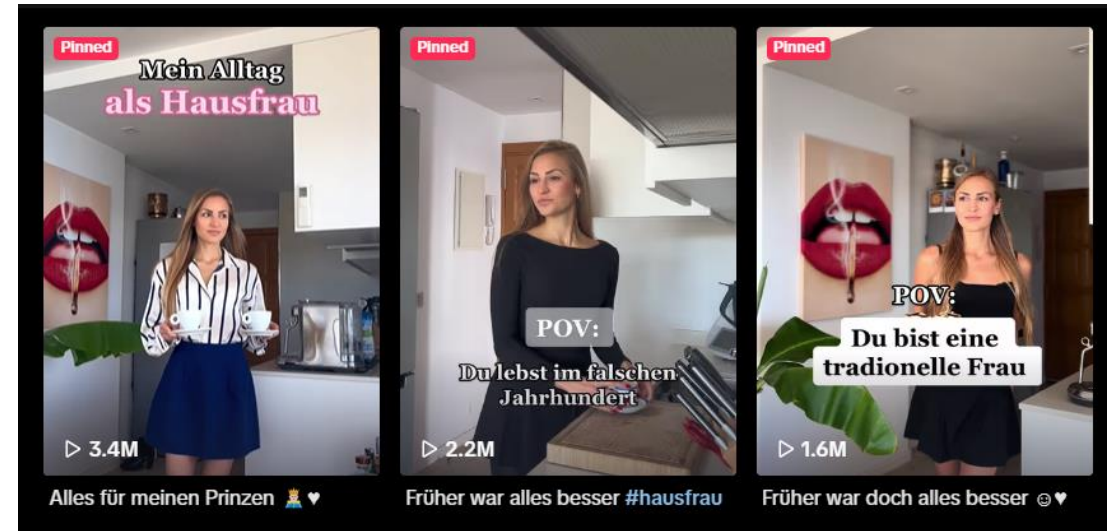 Pinned
Mein Alltag
als Hausfrau
3.4M
Alles für meinen Prinzen 🤴♥
Pinned
POV:
Du lebst im falschen
Jahrhundert
2.2M
Früher war alles besser #hausfrau
Pinned
POV:
Du bist eine
tradionelle Frau
1.6M
Früher war doch alles besser ☺♥